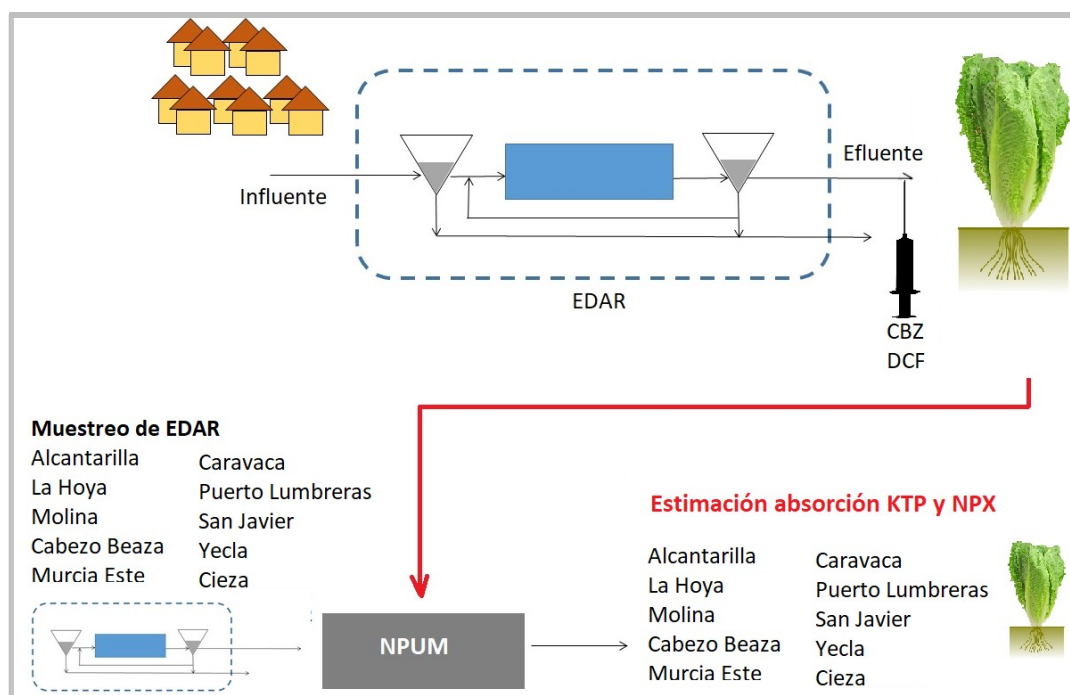 Influente
Efluente
EDAR
CBZ
DCF
Muestreo de EDAR
Alcantarilla
La Hoya
Molina
Cabezo Beaza
Murcia Este
Caravaca
Puerto Lumbreras
San Javier
Yecla
Cieza
NPUM
Estimación absorción KTP y NPX
Alcantarilla
La Hoya
Molina
Cabezo Beaza
Murcia Este
Caravaca
Puerto Lumbreras
San Javier
Yecla
Cieza